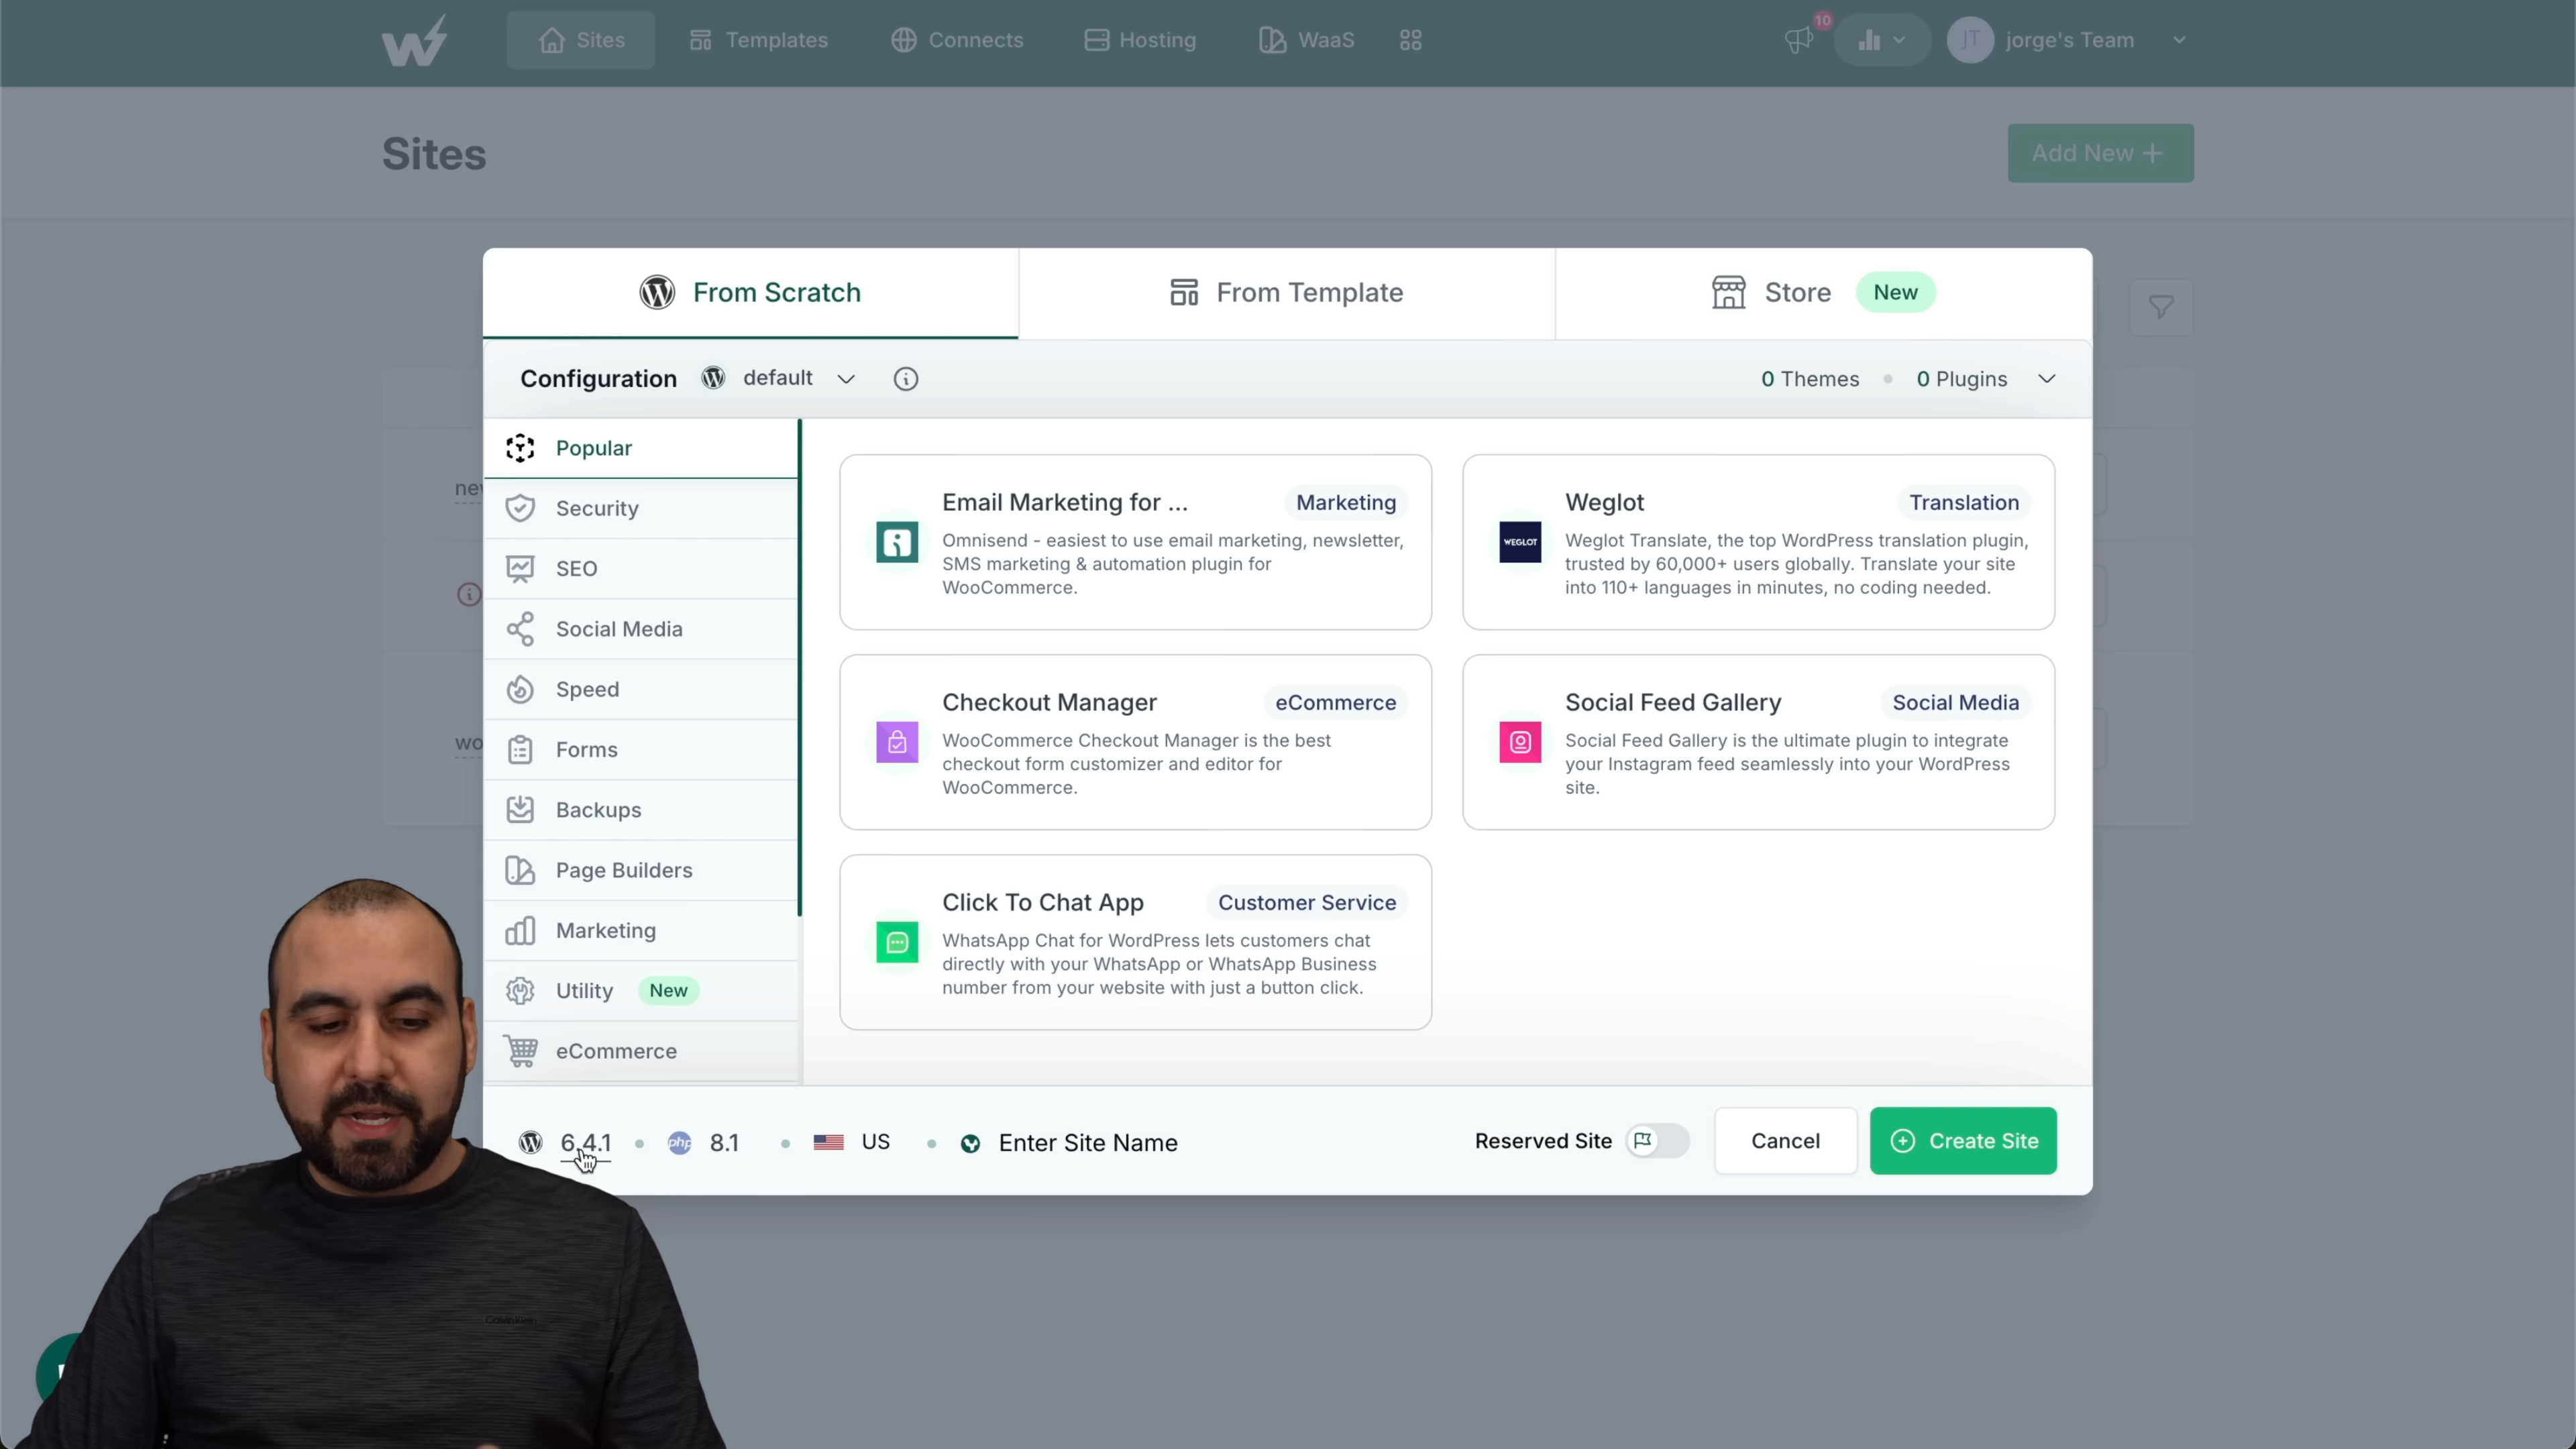 Sites
Templates
Connects
Hosting
WaaS
10
JT
jorge's Team
Sites
Add New
From Scratch
From Template
Store
New
Configuration
default
0 Themes
0 Plugins
Popular
Security
SEO
Social Media
Speed
Forms
Backups
Page Builders
Marketing
Utility
New
eCommerce
Email Marketing for ...
Marketing
Omnisend - easiest to use email marketing, newsletter,
SMS marketing & automation plugin for
WooCommerce.
WEGLOT
Weglot
Translation
Weglot Translate, the top WordPress translation plugin,
trusted by 60,000+ users globally. Translate your site
into 110+ languages in minutes, no coding needed.
Checkout Manager
eCommerce
WooCommerce Checkout Manager is the best
checkout form customizer and editor for
WooCommerce.
Social Feed Gallery
Social Media
Social Feed Gallery is the ultimate plugin to integrate
your Instagram feed seamlessly into your WordPress
site.
Click To Chat App
Customer Service
WhatsApp Chat for WordPress lets customers chat
directly with your WhatsApp or WhatsApp Business
number from your website with just a button click.
6.4.1
php
8.1
US
Enter Site Name
Reserved Site
Cancel
Create Site